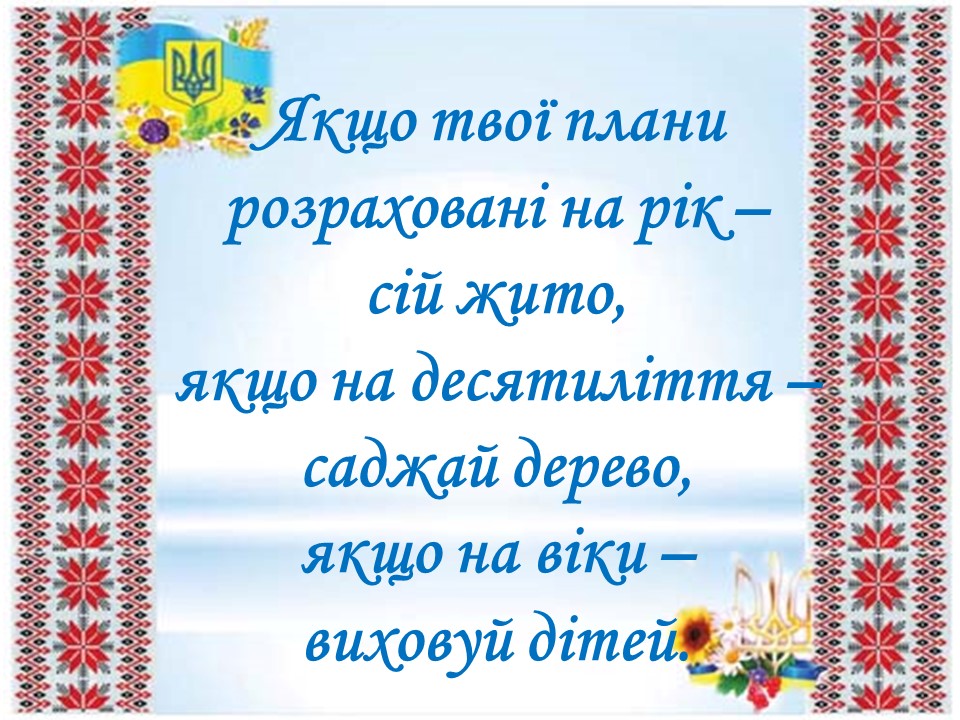 Якщо твої плани
розраховані на рік –
сій жито,
якщо на десятиліття –
саджай дерево,
якщо на віки –
виховуй дітей.